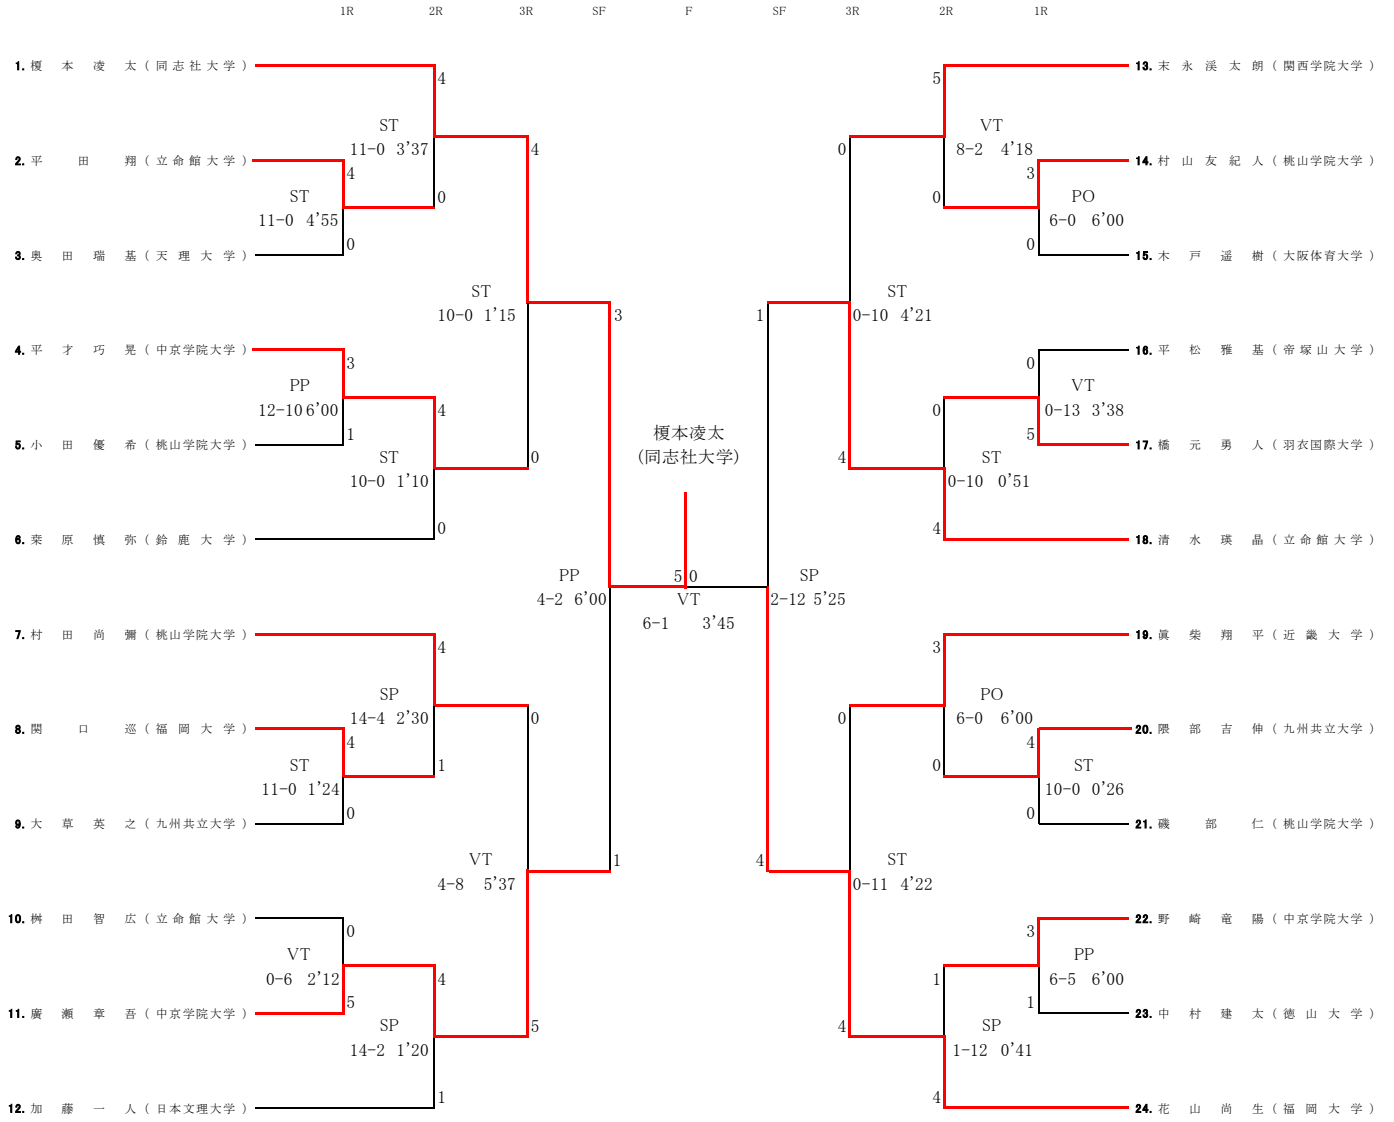 1R 2R 3R SF F SF 3R 2R 1R
1. 榎本凌太(同志社大学)
4
ST
11-0 3'37
2. 平田翔(立命館大学)
4
ST
11-0 4'55
0
4
3. 奥田瑞基(天理大学)
0
ST
10-0 1'15
3
4. 平才巧晃(中京学院大学)
3
PP
12-10 6'00
4
5. 小田優希(桃山学院大学)
1
ST
10-0 1'10
0
6. 栗原慎弥(鈴鹿大学)
0
PP
4-2 6'00
7. 村田尚彌(桃山学院大学)
4
SP
14-4 2'30
0
8. 関口巡(福岡大学)
4
ST
11-0 1'24
1
9. 大草英之(九州共立大学)
0
VT
4-8 5'37
1
10. 桝田智広(立命館大学)
0
VT
0-6 2'12
4
11. 廣瀬章吾(中京学院大学)
5
SP
14-2 1'20
5
12. 加藤一人(日本文理大学)
1
榎本凌太
(同志社大学)
5 0
VT
6-1 3'45
13. 末永渓太朗(関西学院大学)
5
VT
8-2 4'18
0
14. 村山友紀人(桃山学院大学)
3
PO
6-0 6'00
0
15. 木戸遥樹(大阪体育大学)
0
ST
0-10 4'21
1
16. 平松雅基(帝塚山大学)
0
VT
0-13 3'38
0
17. 橋元勇人(羽衣国際大学)
5
ST
0-10 0'51
4
18. 清水瑛晶(立命館大学)
4
SP
2-12 5'25
19. 眞柴翔平(近畿大学)
3
PO
6-0 6'00
0
20. 隈部吉伸(九州共立大学)
4
ST
10-0 0'26
0
21. 磯部仁(桃山学院大学)
0
ST
0-11 4'22
4
22. 野崎竜陽(中京学院大学)
3
PP
6-5 6'00
1
23. 中村建太(徳山大学)
1
SP
1-12 0'41
4
24. 花山尚生(福岡大学)
4